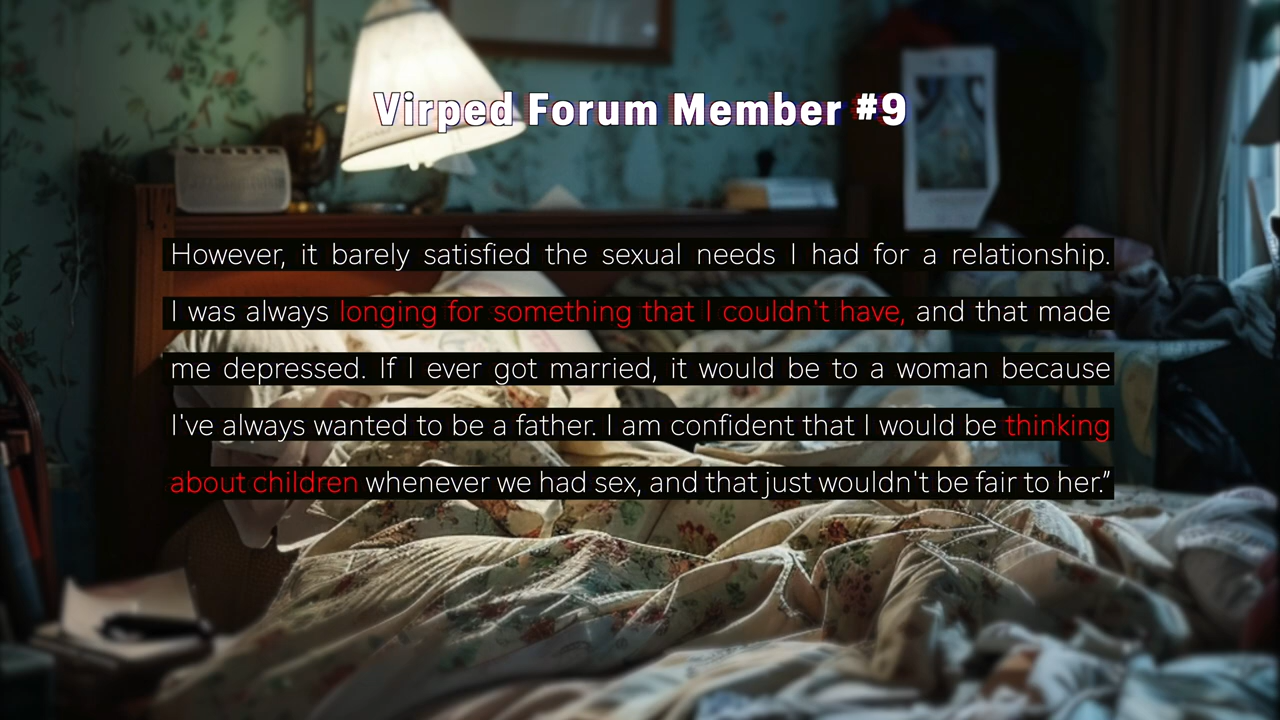 Virped Forum Member #9
However, it barely satisfied the sexual needs I had for a relationship.
I was always longing for something that I couldn't have, and that made
me depressed. If I ever got married, it would be to a woman because
I've always wanted to be a father. I am confident that I would be thinking
about children whenever we had sex, and that just wouldn't be fair to her.”